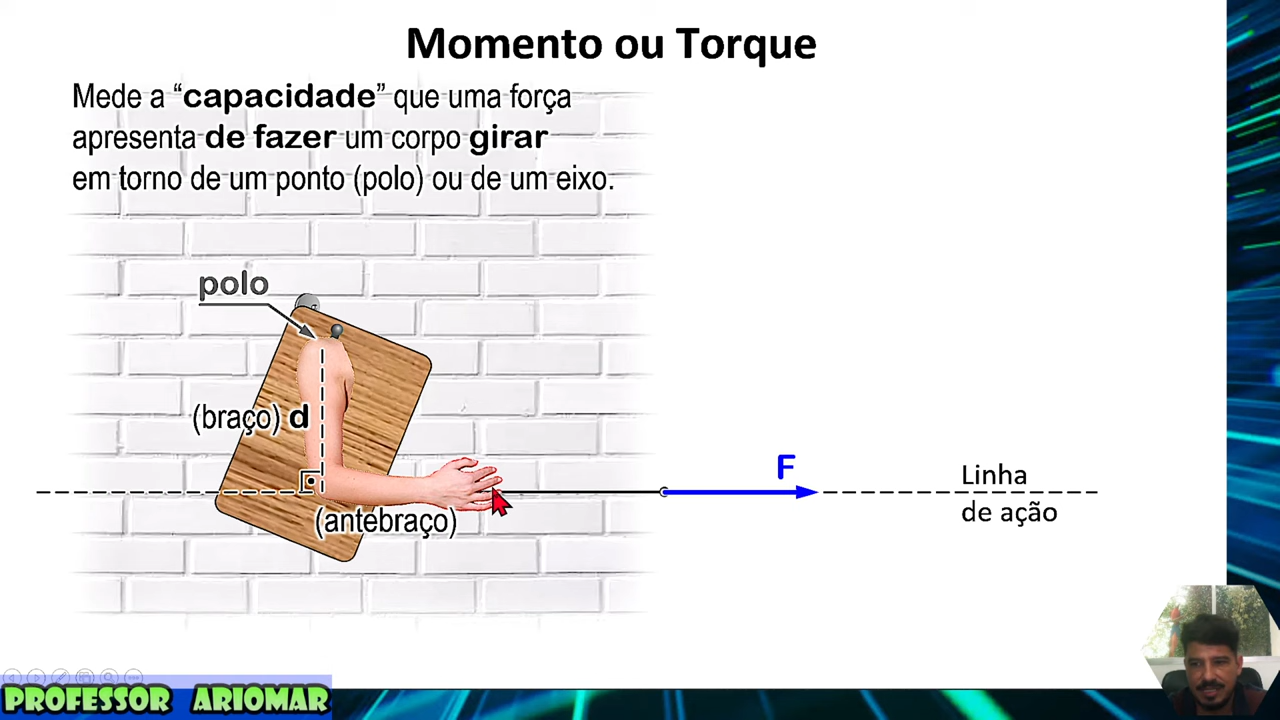 Momento ou Torque
Mede a “capacidade” que uma força
apresenta de fazer um corpo girar
em torno de um ponto (polo) ou de um eixo.
polo
(braço) d
F
Linha
de ação
(antebraço)
PROFESSOR ARIOMAR